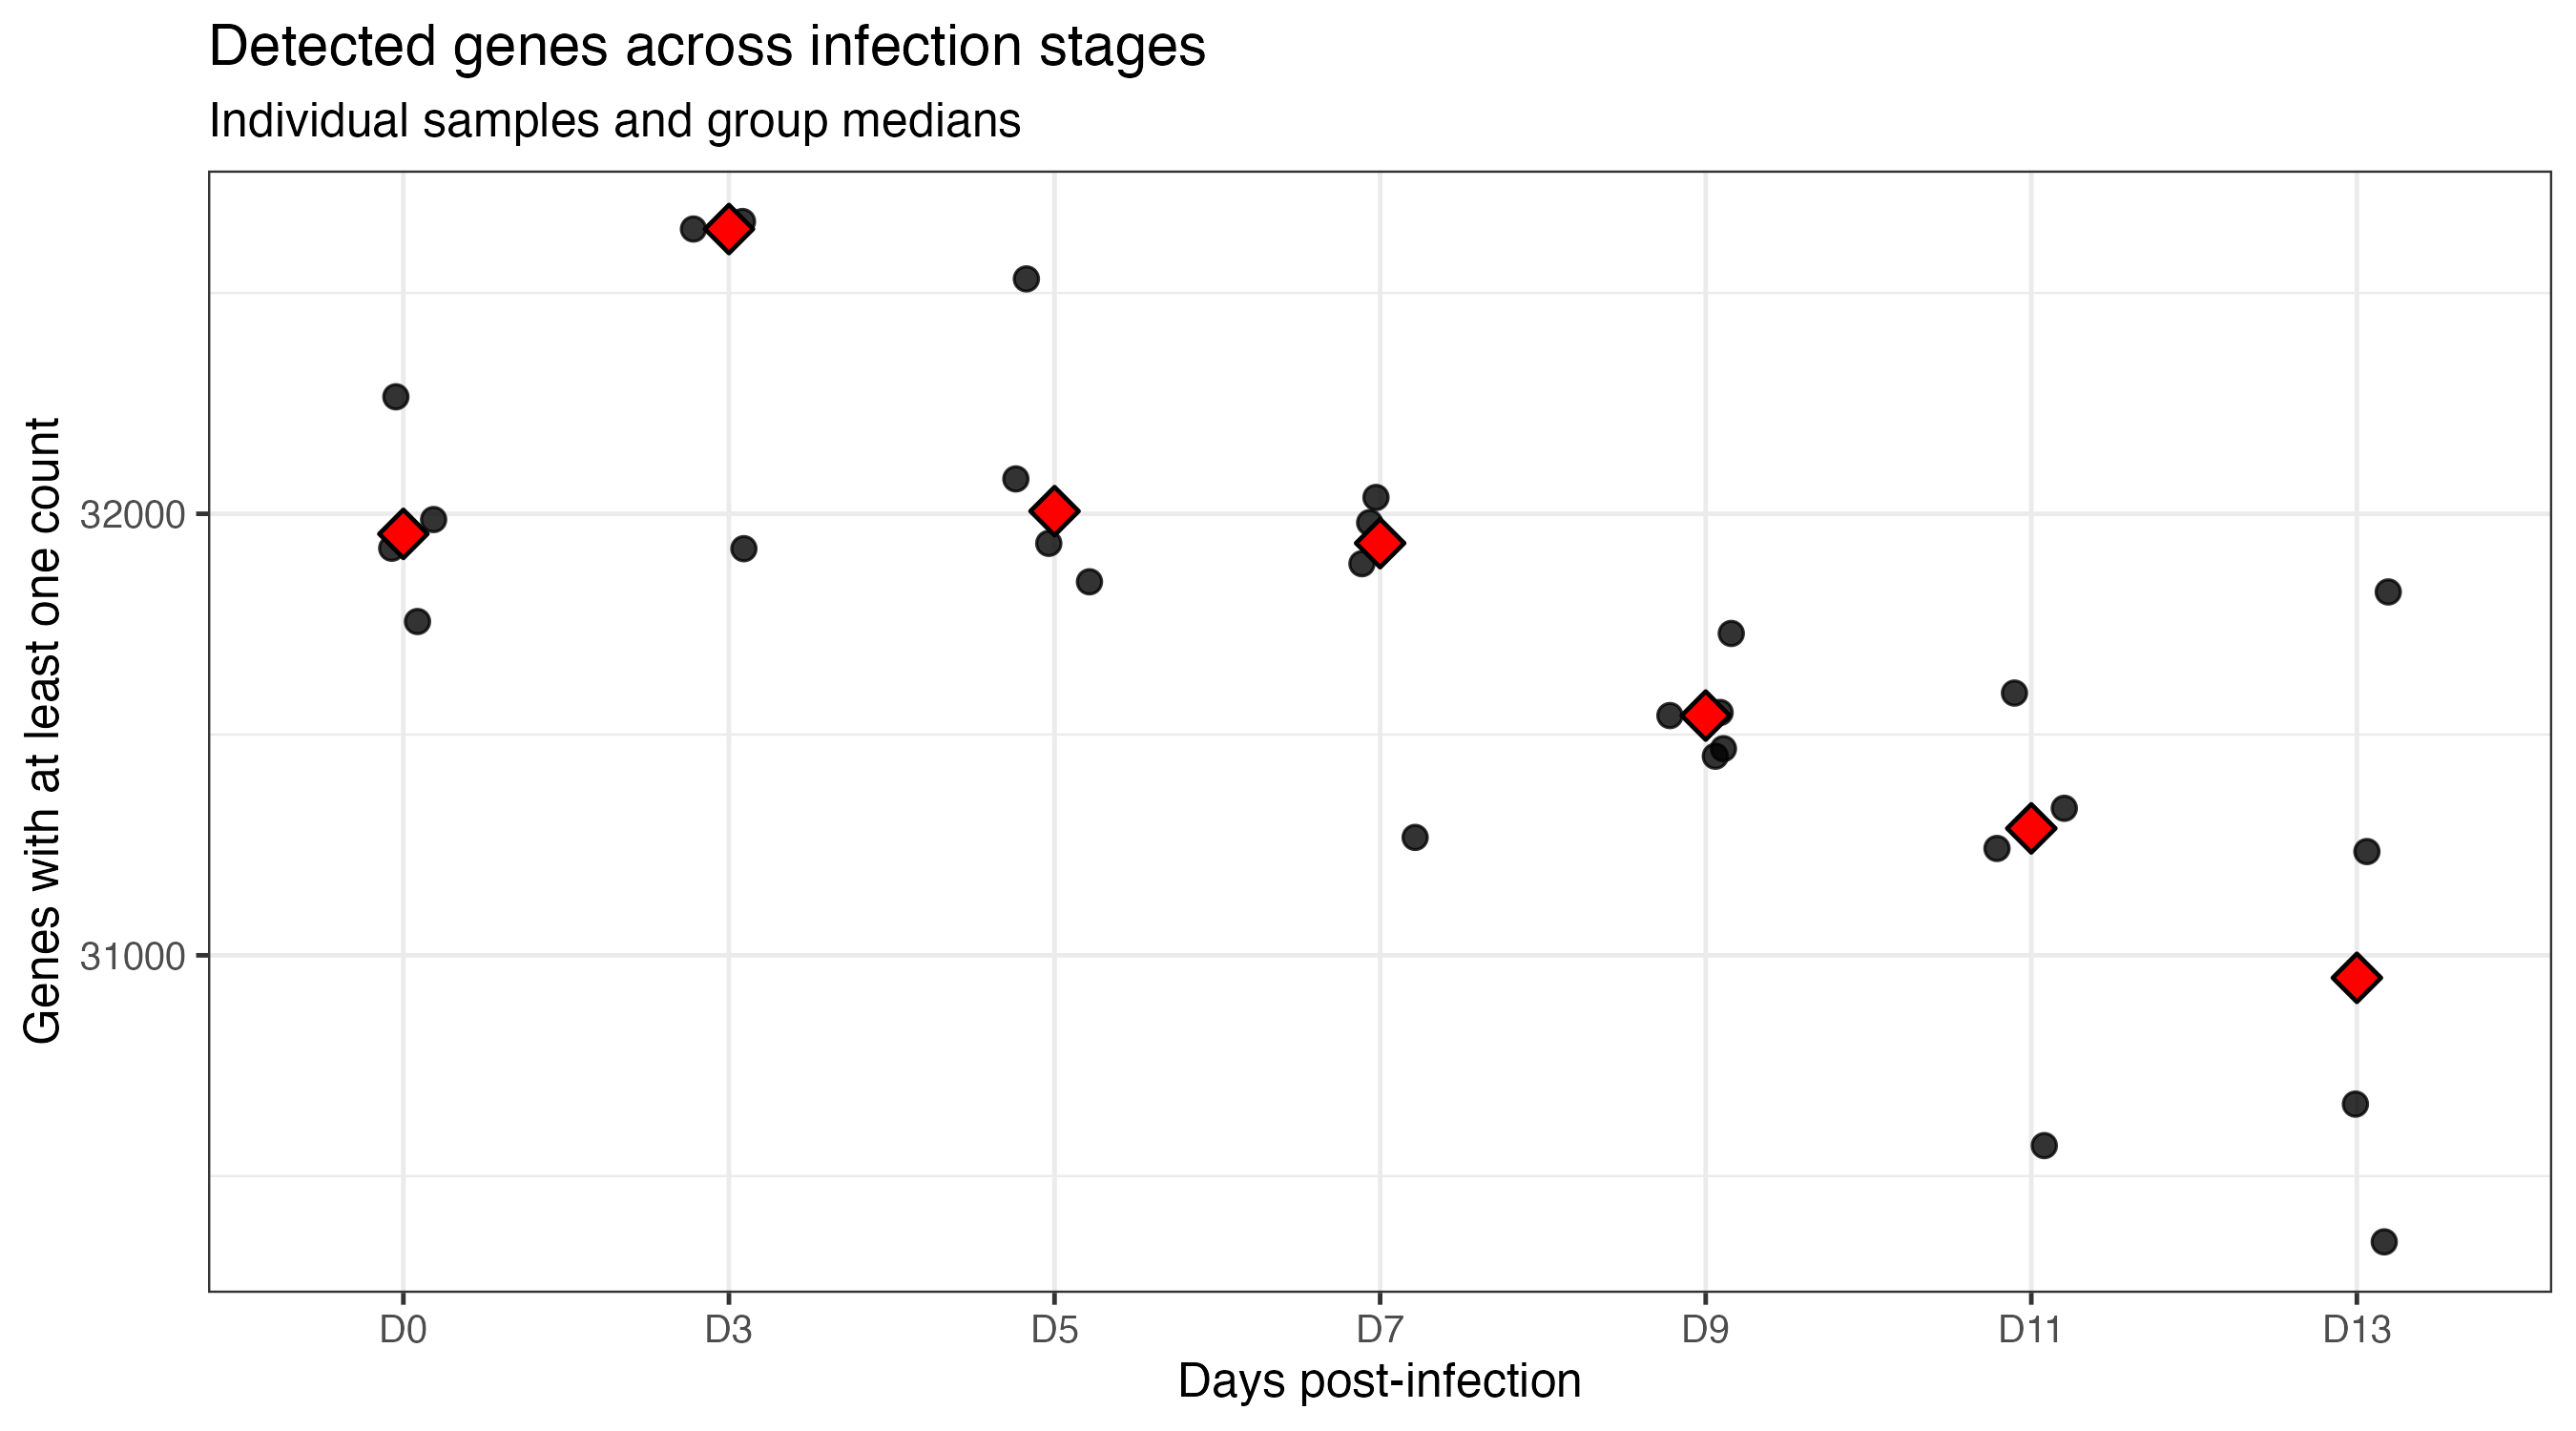 Detected genes across infection stages
Individual samples and group medians
Genes with at least one count
32000
31000
D0 D3 D5 D7 D9 D11 D13
Days post-infection